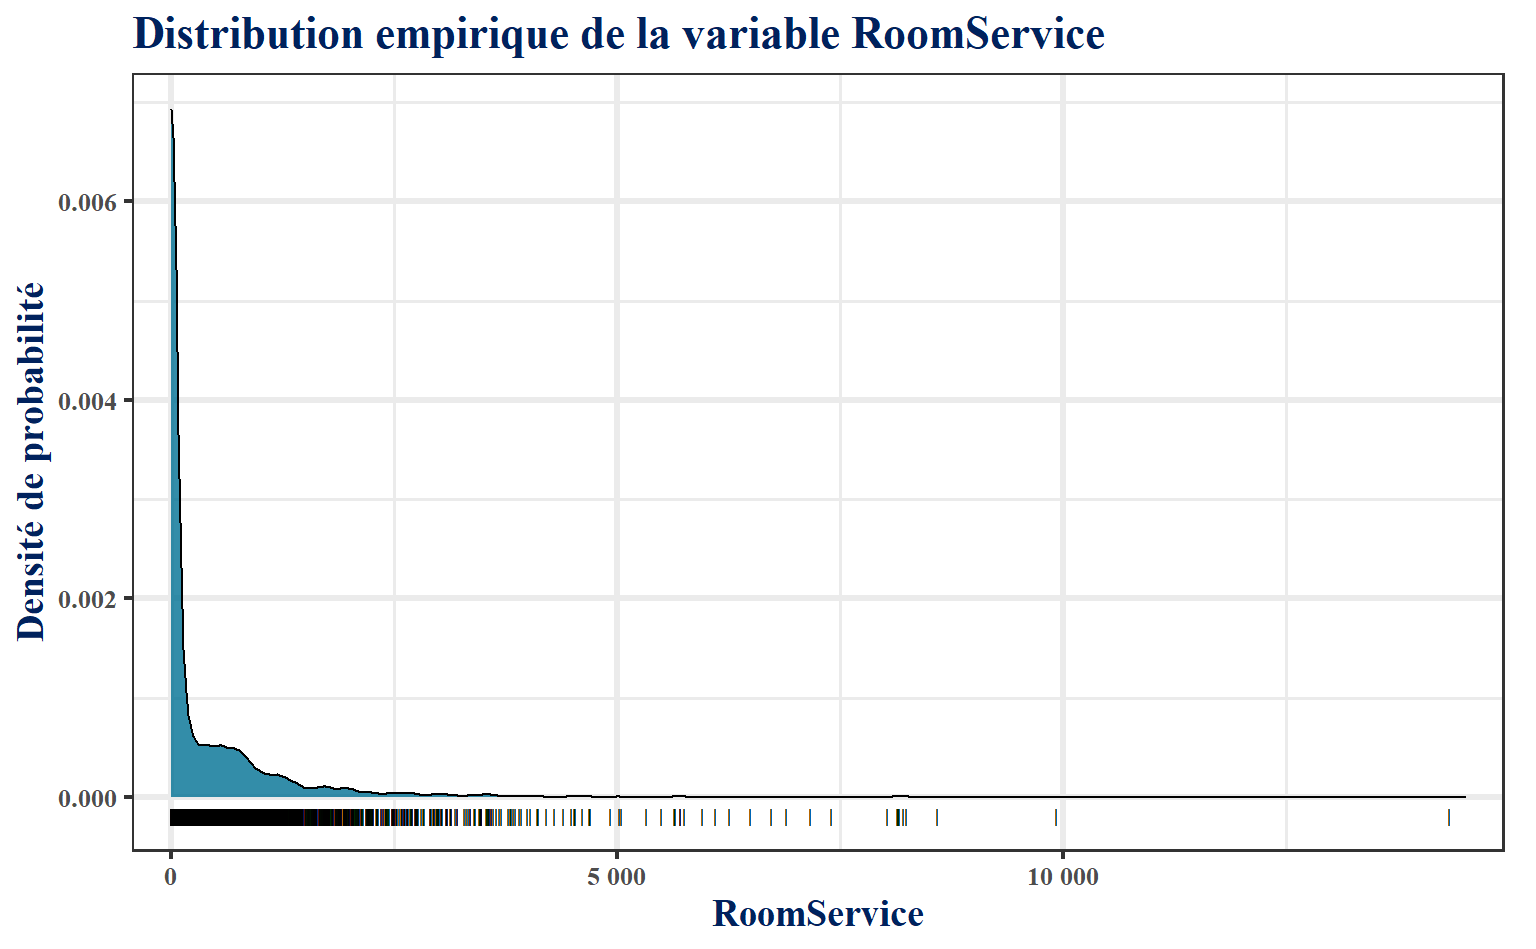 Distribution empirique de la variable RoomService
Densité de probabilité
0.006
0.004
0.002
0.000
0
5 000
10 000
RoomService